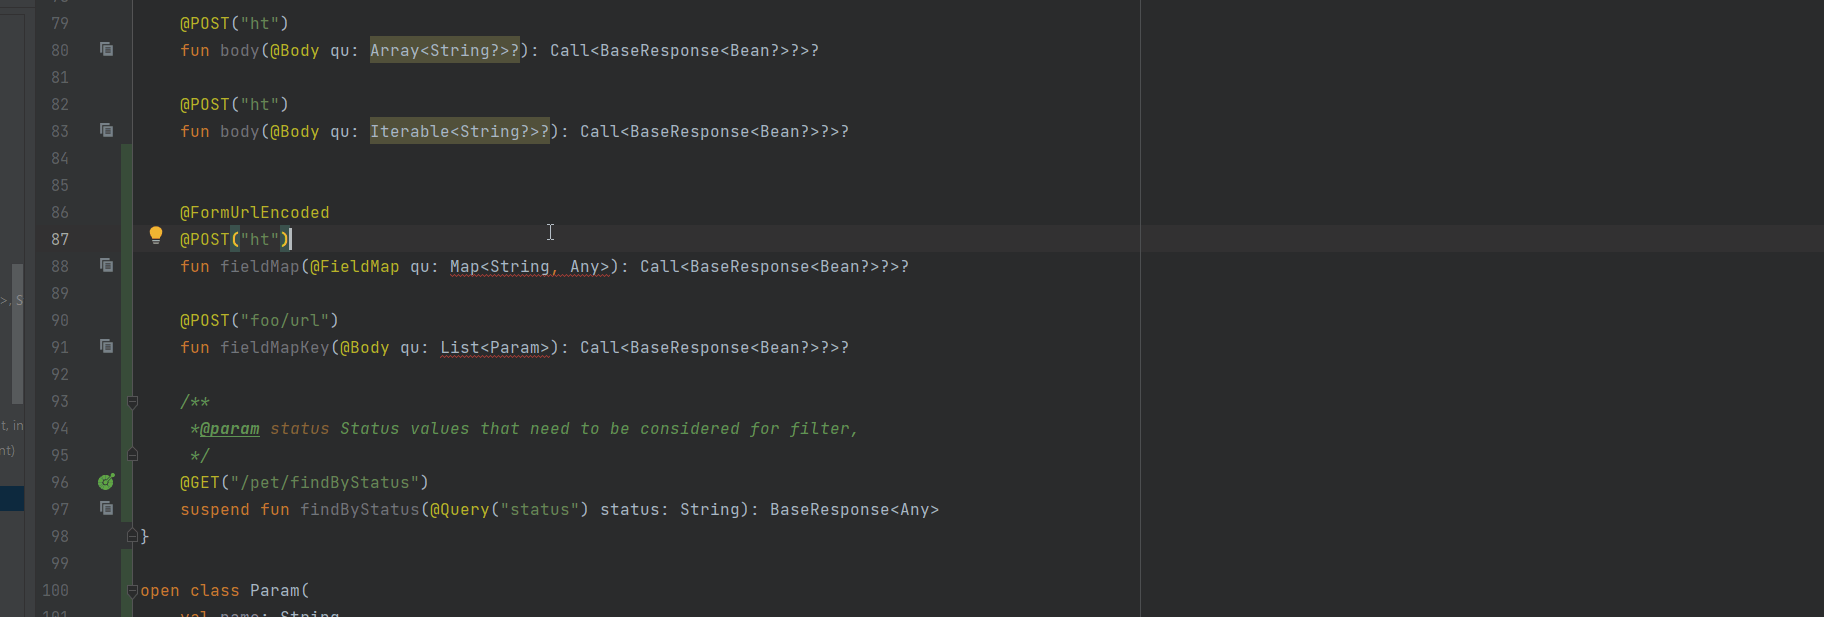 79 @POST("ht")
80 fun body(@Body qu: Array<String?>?): Call<BaseResponse<Bean?>?>?
81
82 @POST("ht")
83 fun body(@Body qu: Iterable<String?>?): Call<BaseResponse<Bean?>?>?
84
85
86 @FormUrlEncoded
87 @POST("ht")
88 fun fieldMap(@FieldMap qu: Map<String, Any>): Call<BaseResponse<Bean?>?>?
89
>, S
90 @POST("foo/url")
91 fun fieldMapKey(@Body qu: List<Param>): Call<BaseResponse<Bean?>?>?
92
93 /**
t, in
94 *@param status Status values that need to be considered for filter,
nt)
95 */
96 @GET("/pet/findByStatus")
97 suspend fun findByStatus(@Query("status") status: String): BaseResponse<Any>
98 }
99
100 open class Param(
101 val name: String